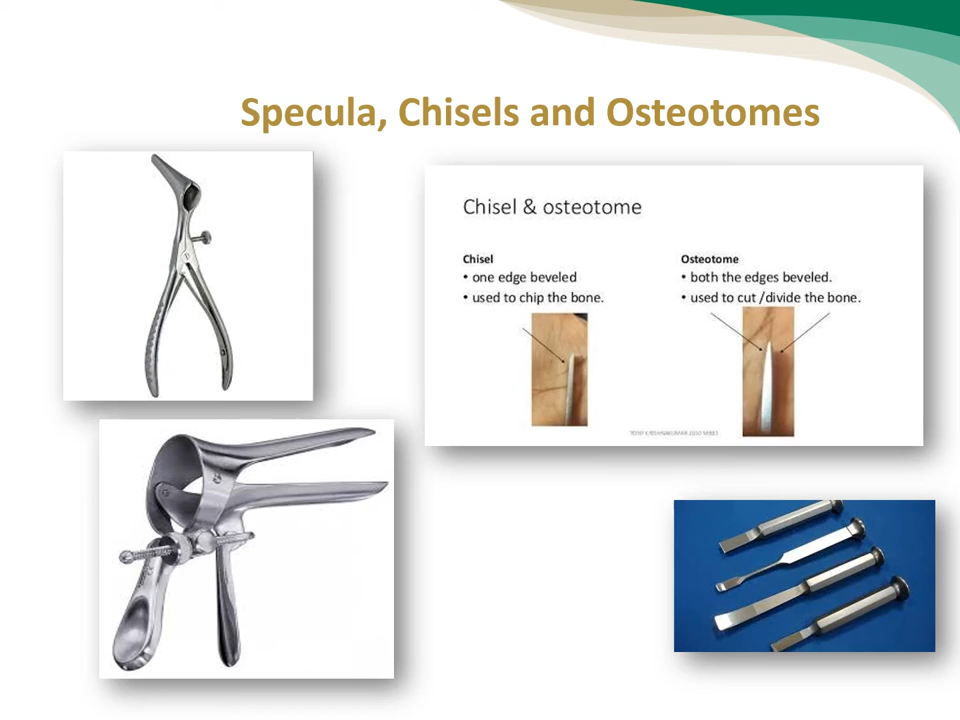 Specula, Chisels and Osteotomes
Chisel & osteotome
Chisel
• one edge beveled
• used to chip the bone.
Osteotome
• both the edges beveled.
• used to cut /divide the bone.